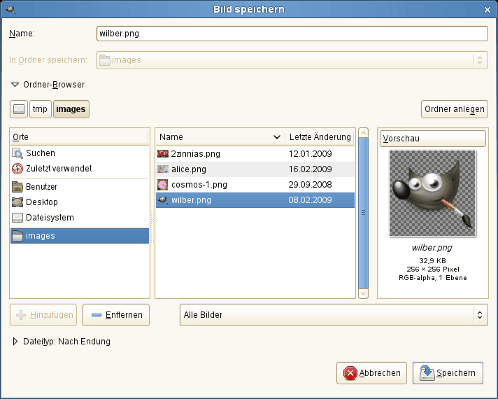 Bild speichern
Name: wilber.png
In Ordner speichern: images
Ordner-Browser
tmp images Ordner anlegen
Orte
Suchen
Zuletzt verwendet
Benutzer
Desktop
Dateisystem
images
Name Letzte Änderung
2zinnias.png 12.01.2009
alice.png 16.02.2009
cosmos-1.png 29.09.2008
wilber.png 08.02.2009
Vorschau
wilber.png
32,9 KB
256 × 256 Pixel
RGB-alpha, 1 Ebene
Hinzufügen Entfernen Alle Bilder
Dateityp: Nach Endung
Abbrechen Speichern